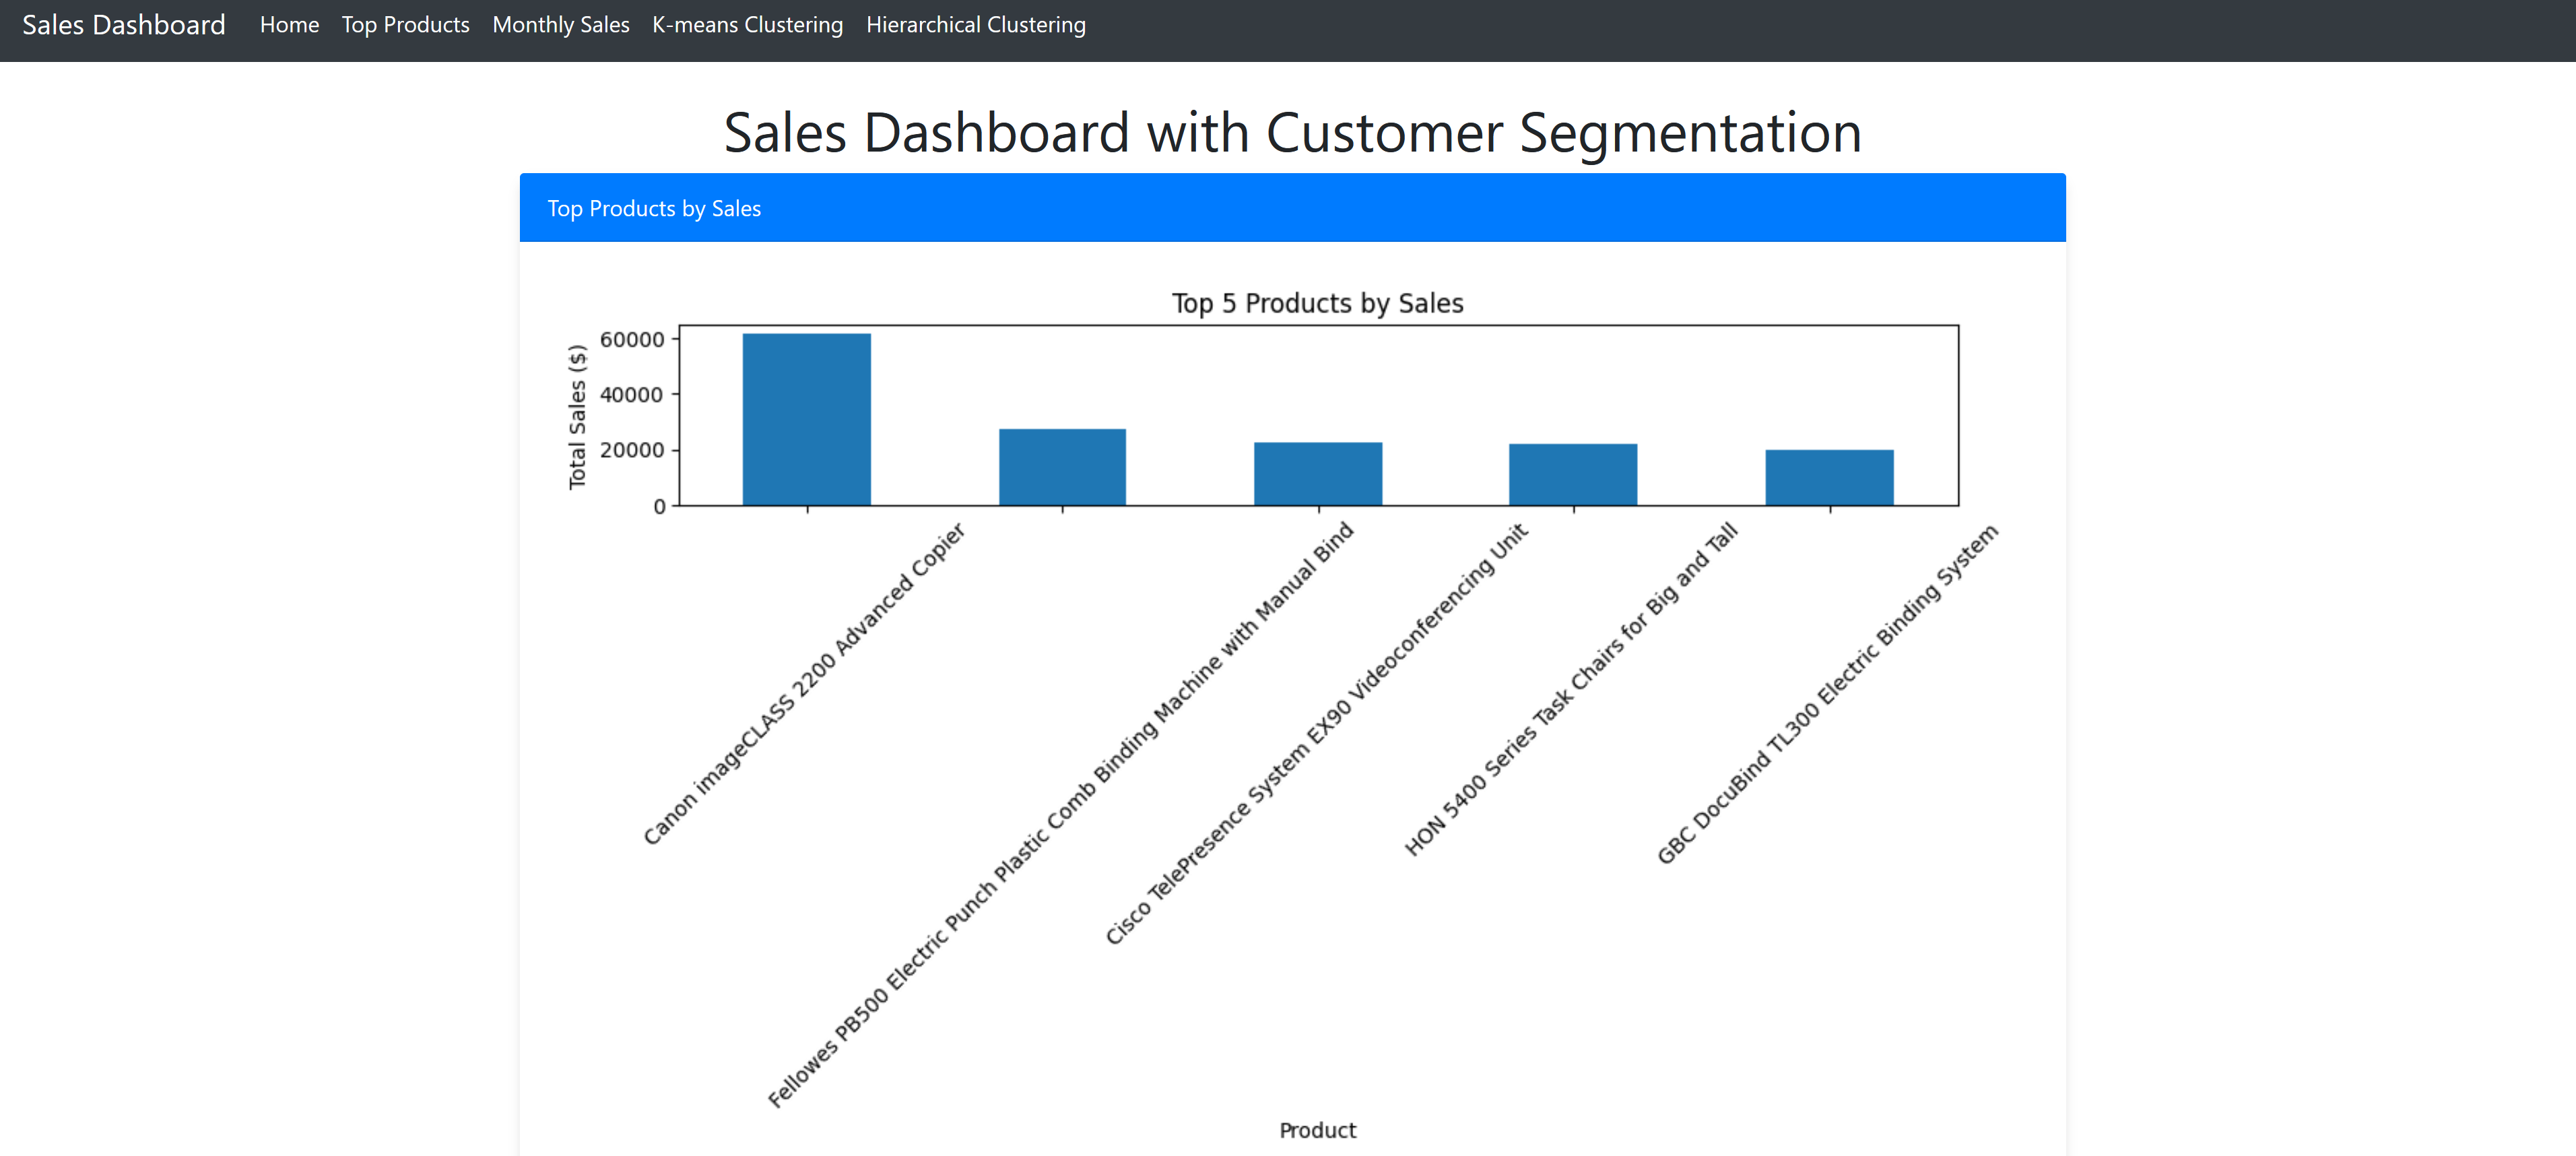 Sales Dashboard Home Top Products Monthly Sales K-means Clustering Hierarchical Clustering
Sales Dashboard with Customer Segmentation
Top Products by Sales
Top 5 Products by Sales
Total Sales ($)
60000
40000
20000
0
Canon imageCLASS 2200 Advanced Copier
Fellowes PB500 Electric Punch Plastic Comb Binding Machine with Manual Bind
Cisco TelePresence System EX90 Videoconferencing Unit
HON 5400 Series Task Chairs for Big and Tall
GBC DocuBind TL300 Electric Binding System
Product